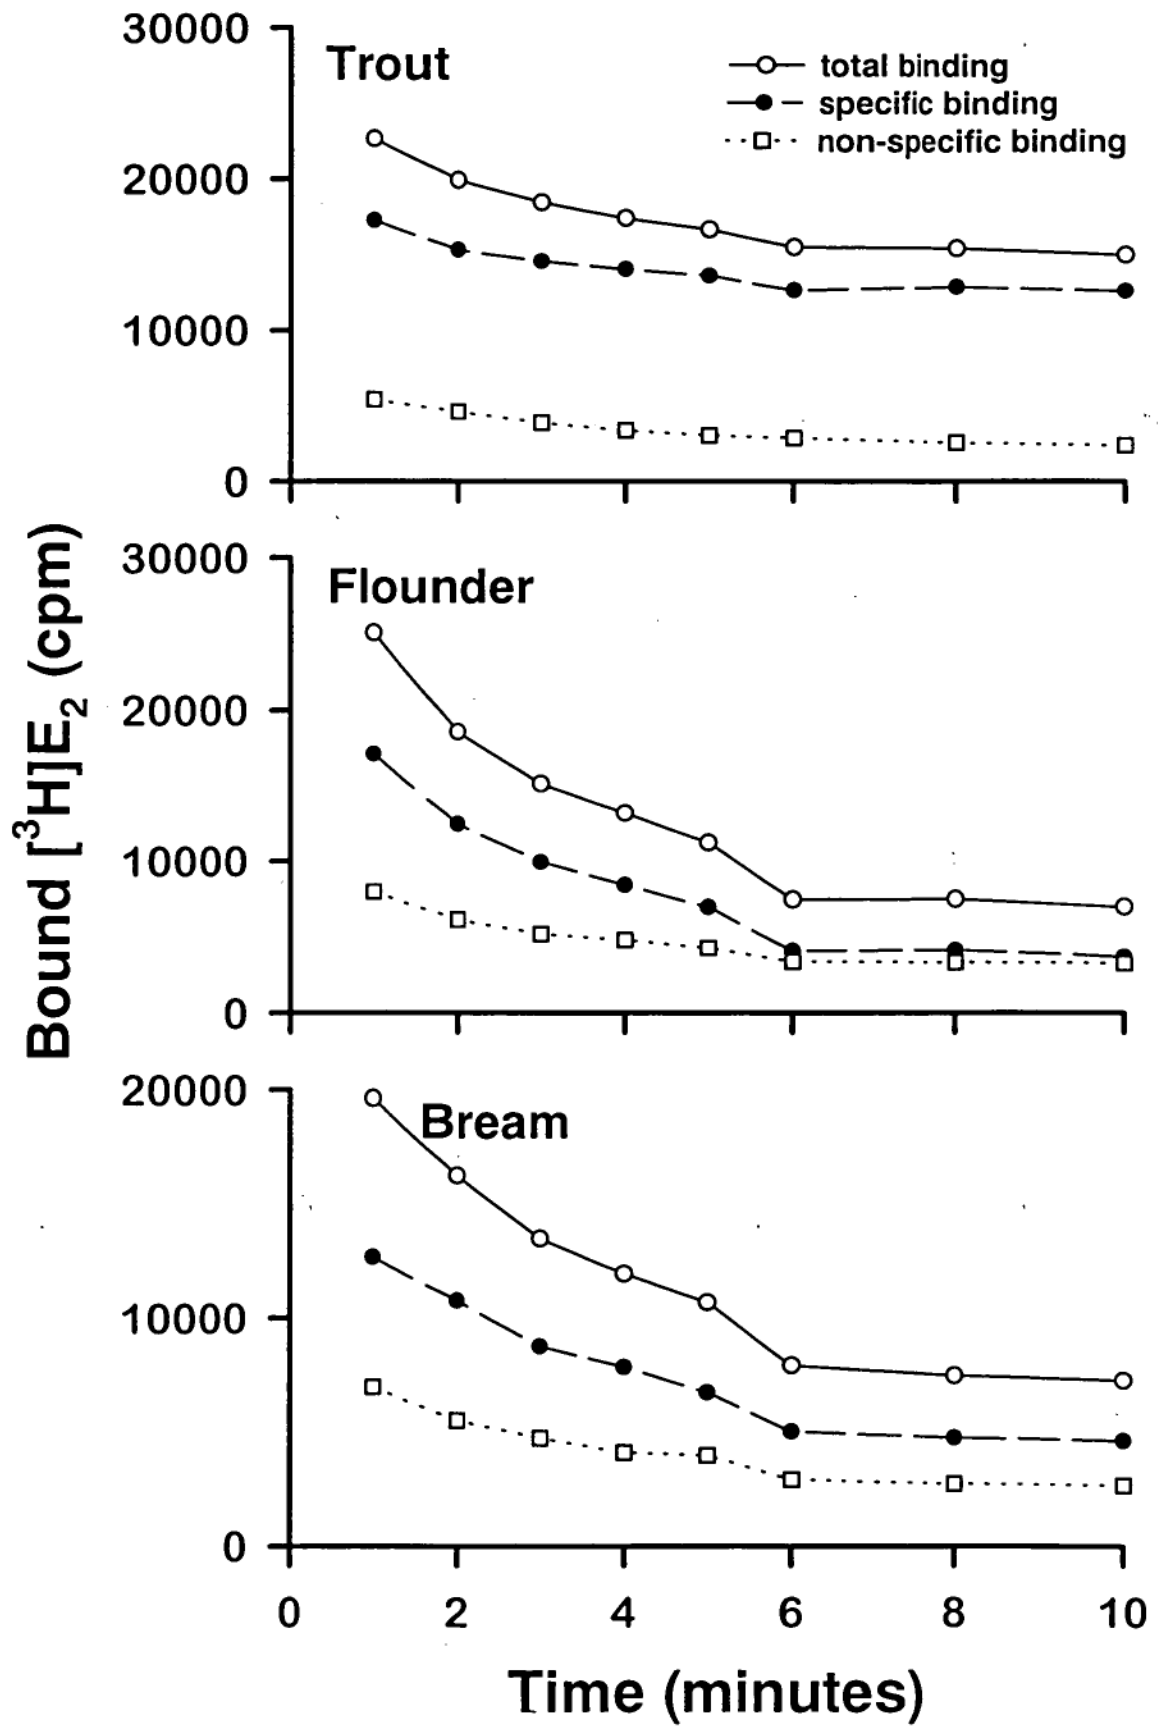 30000
Trout
total binding
specific binding
non-specific binding
20000
10000
0
Bound [³H]E₂ (cpm)
30000
Flounder
20000
10000
0
20000
Bream
10000
0
0 2 4 6 8 10
Time (minutes)